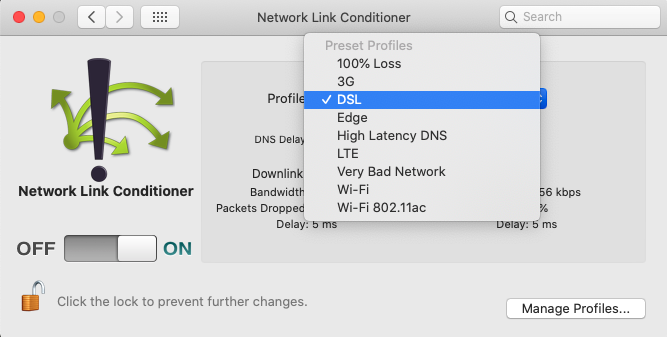 Network Link Conditioner
Search
Preset Profiles
100% Loss
3G
Profile
✓ DSL
Edge
DNS Delay
High Latency DNS
LTE
Downlink
Very Bad Network
Network Link Conditioner
Bandwidth
Wi-Fi
56 kbps
Packets Dropped
Wi-Fi 802.11ac
%
Delay: 5 ms
Delay: 5 ms
OFF
ON
Click the lock to prevent further changes.
Manage Profiles...